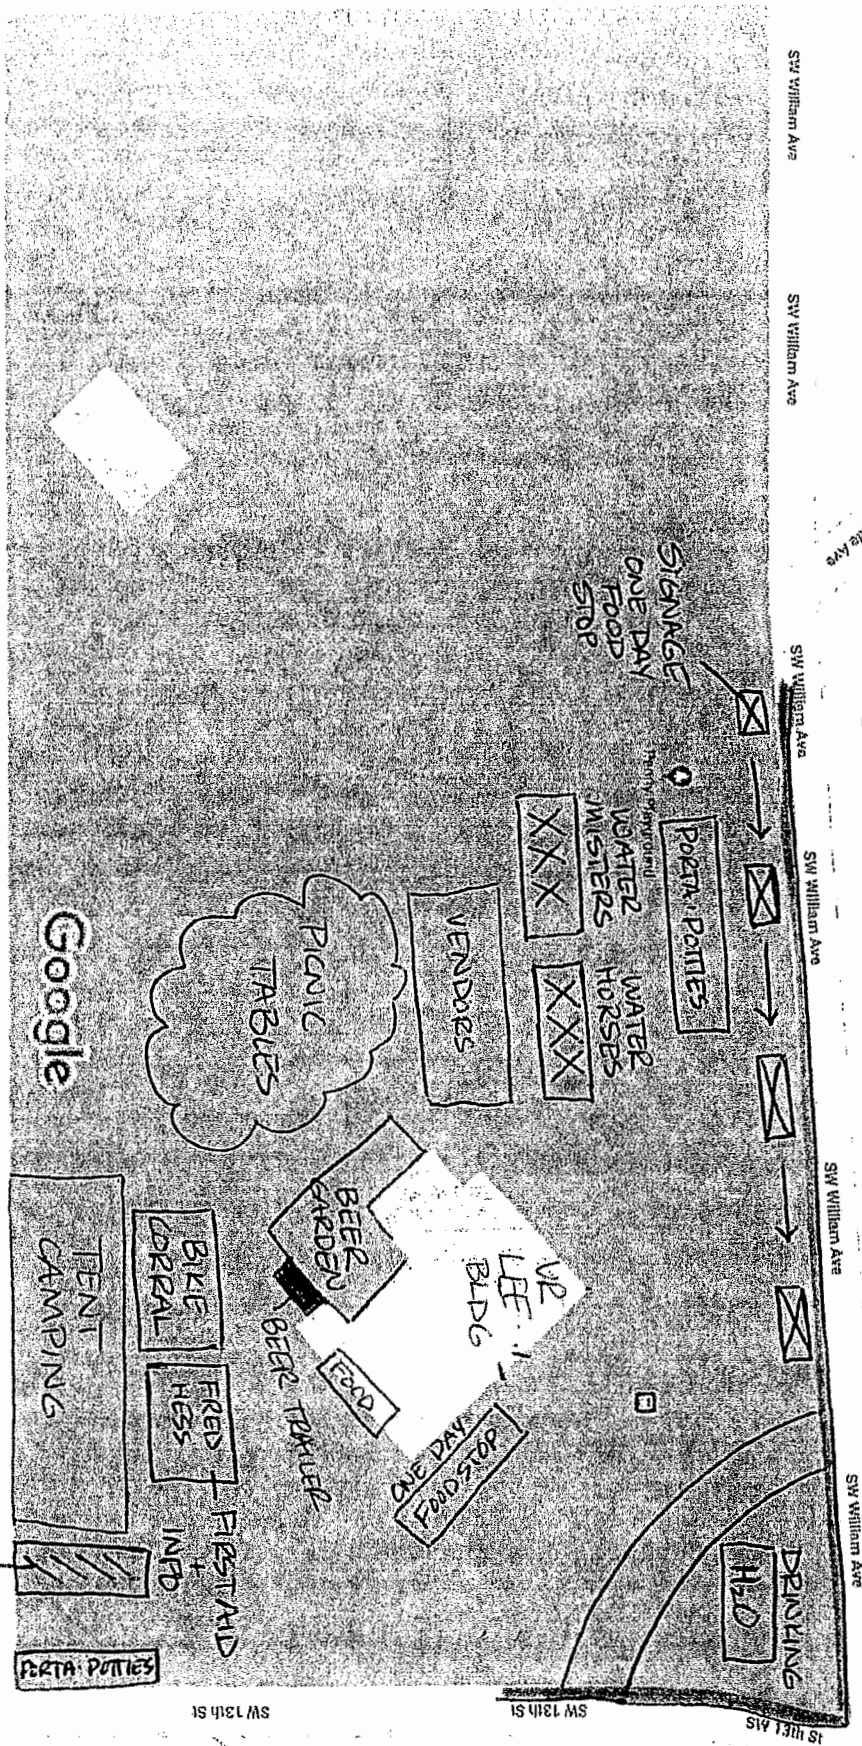 SW William Ave
SW William Ave
SW William Ave
SW William Ave
SW William Ave
SW William Ave
SIGNAGE
ONE DAY
FOOD
STOP
PORTA-POTTIES
WATER
MISTERS
XXX
WATER
HORSES
XXX
VENDORS
PICNIC
TABLES
Google
VR
LEE
BLDG
BEER
GARDEN
BEER TRAILER
FOOD
ONE DAY
FOOD STOP
BIKE
CORRAL
FRED
HESS
FIRST AID
+
INFO
TENT
CAMPING
PORTA-POTTIES
DRINKING
H2O
SW 13th St
SW 13th St
SW 13th St